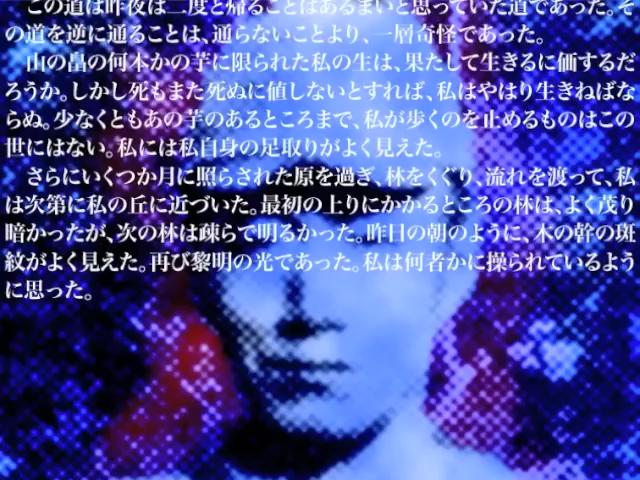 この道は昨夜は二度と帰ることはあるまいと思っていた道であった。そ
の道を逆に通ることは、通らないことより、一層奇怪であった。
山の畠の何本かの芋に限られた私の生は、果たして生きるに価するだ
ろうか。しかし死もまた死ぬに値しないとすれば、私はやはり生きねばな
らぬ。少なくともあの芋のあるところまで、私が歩くのを止めるものはこの
世にはない。私には私自身の足取りがよく見えた。
さらにいくつか月に照らされた原を過ぎ、林をくぐり、流れを渡って、私
は次第に私の丘に近づいた。最初の上りにかかるところの林は、よく茂り
暗かったが、次の林は疎らで明るかった。昨日の朝のように、木の幹の斑
紋がよく見えた。再び黎明の光であった。私は何者かに操られているよう
に思った。